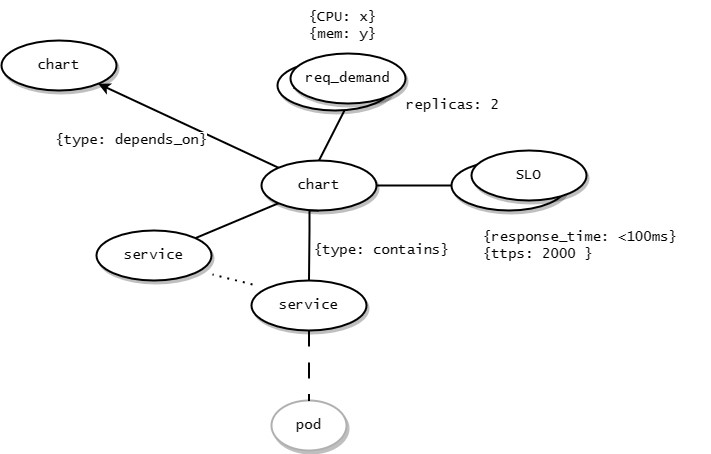 {CPU: x}
{mem: y}
chart
req_demand
replicas: 2
{type: depends_on}
chart
SLO
{response_time: <100ms}
{ttps: 2000 }
service
{type: contains}
service
pod